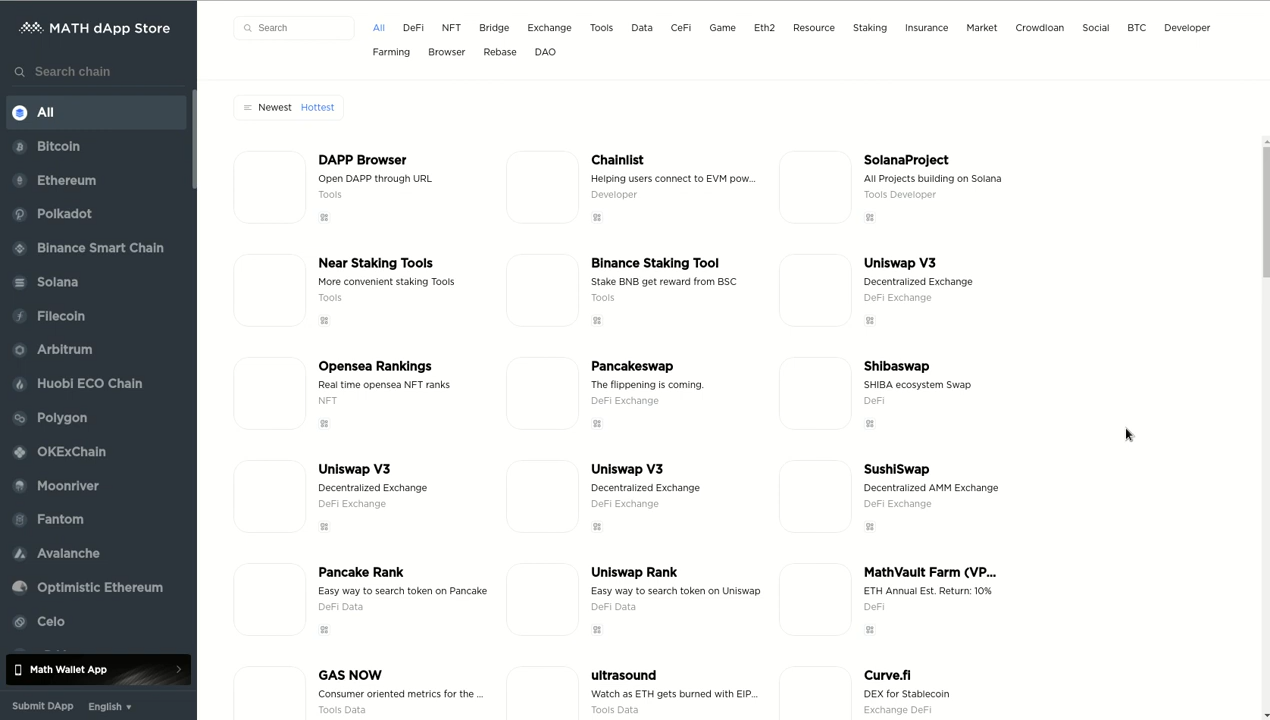 MATH dApp Store
Search chain
All
Bitcoin
Ethereum
Polkadot
Binance Smart Chain
Solana
Filecoin
Arbitrum
Huobi ECO Chain
Polygon
OKExChain
Moonriver
Fantom
Avalanche
Optimistic Ethereum
Celo
Math Wallet App
Submit DApp English
Search
All DeFi NFT Bridge Exchange Tools Data CeFi Game Eth2 Resource Staking Insurance Market Crowdloan Social BTC Developer
Farming Browser Rebase DAO
Newest Hottest
DAPP Browser
Open DAPP through URL
Tools
Chainlist
Helping users connect to EVM pow...
Developer
SolanaProject
All Projects building on Solana
Tools Developer
Near Staking Tools
More convenient staking Tools
Tools
Binance Staking Tool
Stake BNB get reward from BSC
Tools
Uniswap V3
Decentralized Exchange
DeFi Exchange
Opensea Rankings
Real time opensea NFT ranks
NFT
Pancakeswap
The flippening is coming.
DeFi Exchange
Shibaswap
SHIBA ecosystem Swap
DeFi
Uniswap V3
Decentralized Exchange
DeFi Exchange
Uniswap V3
Decentralized Exchange
DeFi Exchange
SushiSwap
Decentralized AMM Exchange
DeFi Exchange
Pancake Rank
Easy way to search token on Pancake
DeFi Data
Uniswap Rank
Easy way to search token on Uniswap
DeFi Data
MathVault Farm (VP...
ETH Annual Est. Return: 10%
DeFi
GAS NOW
Consumer oriented metrics for the ...
Tools Data
ultrasound
Watch as ETH gets burned with EIP...
Tools Data
Curve.fi
DEX for Stablecoin
Exchange DeFi